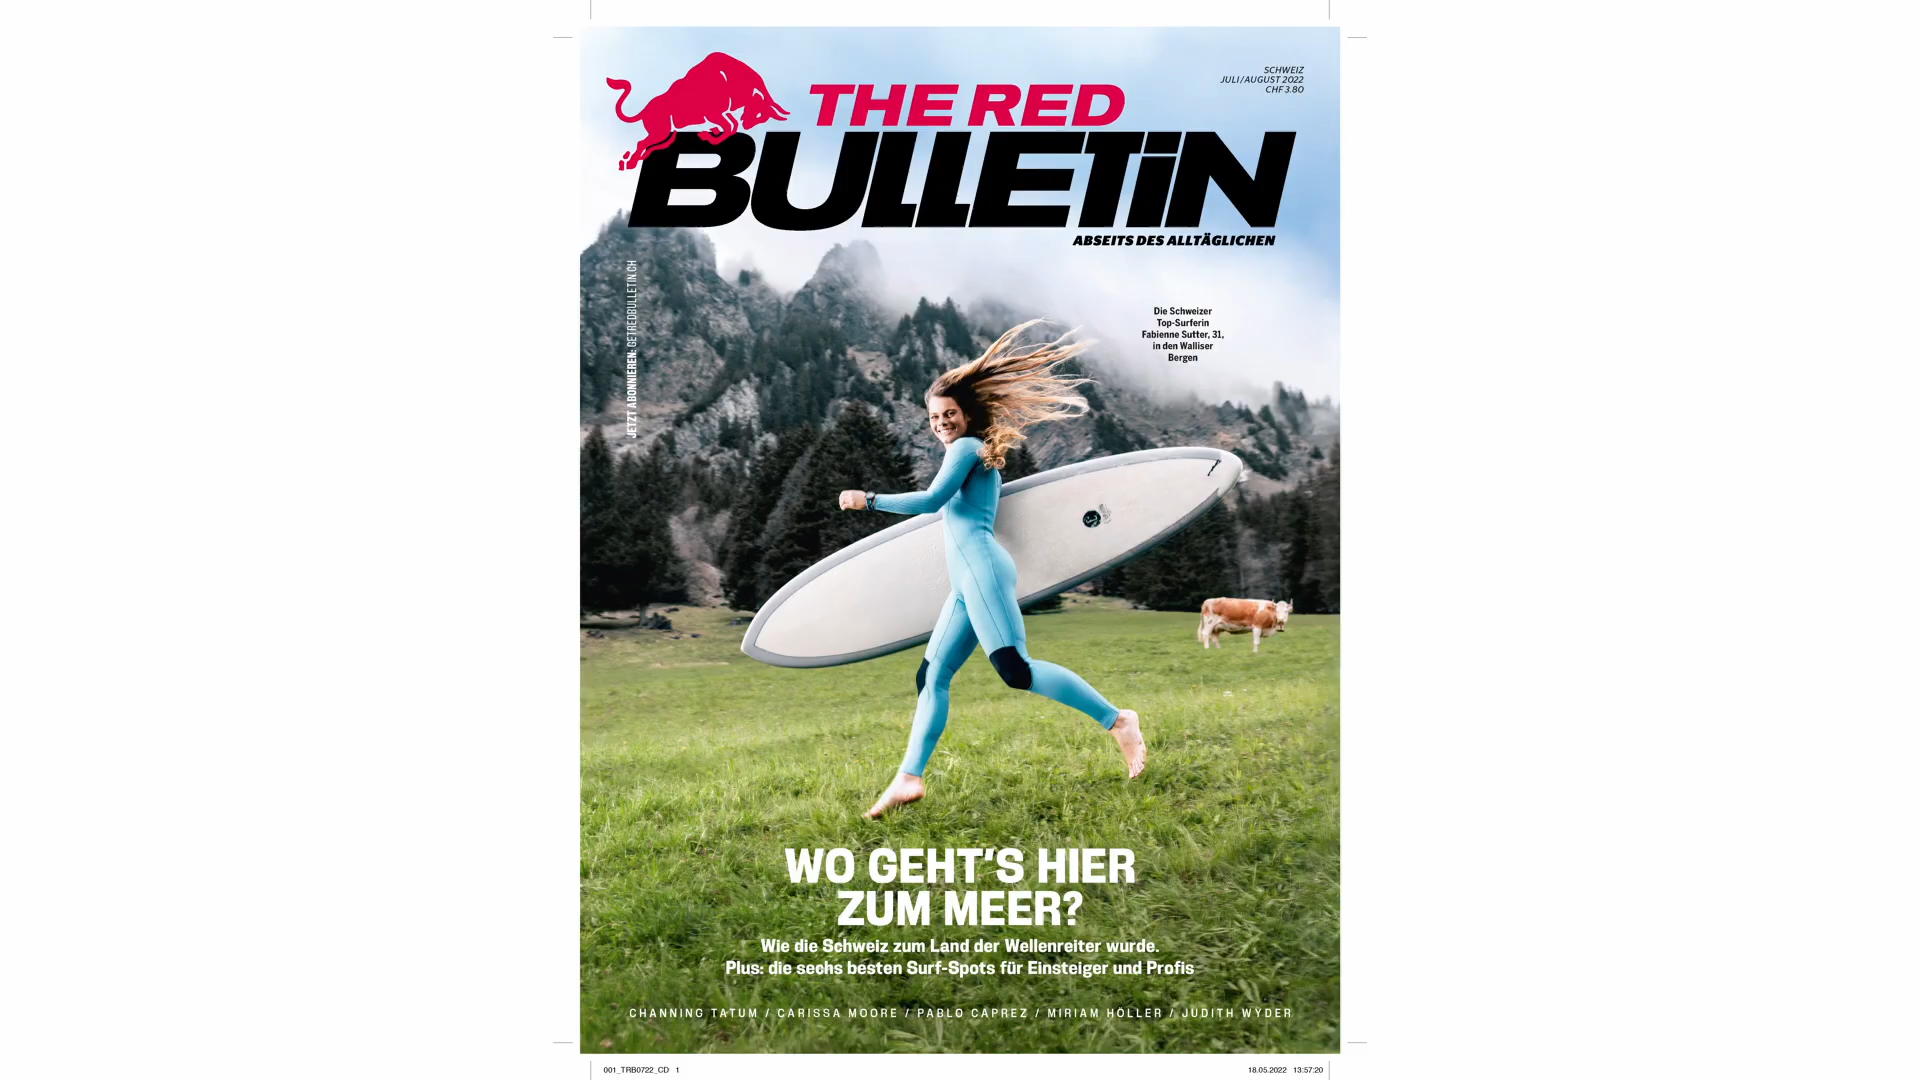 SCHWEIZ
JULI/AUGUST 2022
CHF 3.80
THE RED
BULLETiN
ABSEITS DES ALLTÄGLICHEN
JETZT ABONNIEREN: GETREDBULLETIN.CH
Die Schweizer
Top-Surferin
Fabienne Sutter, 31,
in den Walliser
Bergen
WO GEHT'S HIER
ZUM MEER?
Wie die Schweiz zum Land der Wellenreiter wurde.
Plus: die sechs besten Surf-Spots für Einsteiger und Profis
CHANNING TATUM / CARISSA MOORE / PABLO CAPREZ / MIRIAM HÖLLER / JUDITH WYDER
001_TRB0722_CD 1
18.05.2022 13:57:20